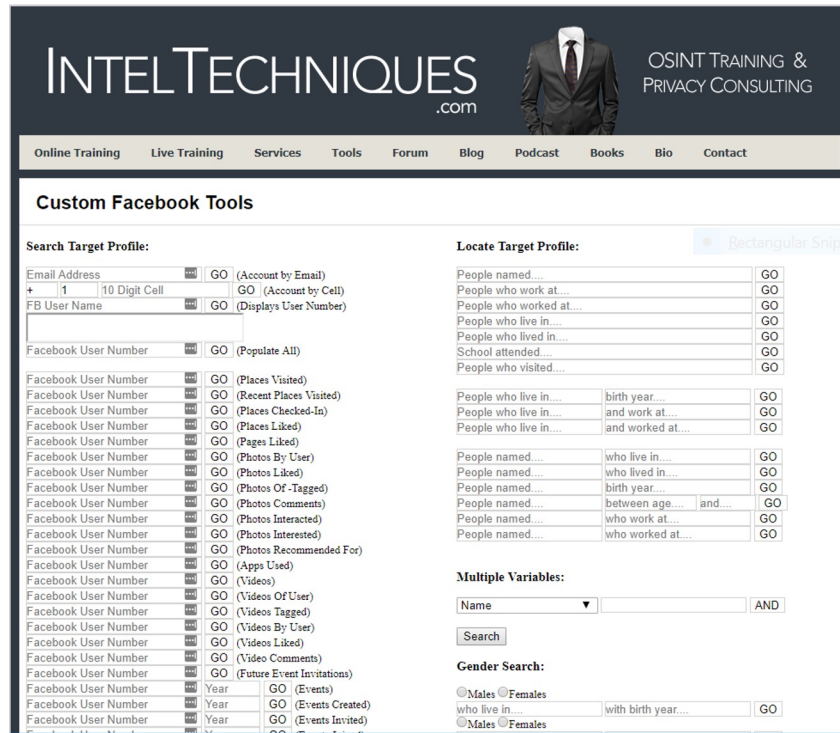 INTELTECHNIQUES
.com
OSINT TRAINING &
PRIVACY CONSULTING
Online Training Live Training Services Tools Forum Blog Podcast Books Bio Contact
Custom Facebook Tools
Rectangular Snip
Search Target Profile:
Email Address GO (Account by Email)
+ 1 10 Digit Cell GO (Account by Cell)
FB User Name GO (Displays User Number)
Facebook User Number GO (Populate All)
Facebook User Number GO (Places Visited)
Facebook User Number GO (Recent Places Visited)
Facebook User Number GO (Places Checked-In)
Facebook User Number GO (Places Liked)
Facebook User Number GO (Pages Liked)
Facebook User Number GO (Photos By User)
Facebook User Number GO (Photos Liked)
Facebook User Number GO (Photos Of -Tagged)
Facebook User Number GO (Photos Comments)
Facebook User Number GO (Photos Interacted)
Facebook User Number GO (Photos Interested)
Facebook User Number GO (Photos Recommended For)
Facebook User Number GO (Apps Used)
Facebook User Number GO (Videos)
Facebook User Number GO (Videos Of User)
Facebook User Number GO (Videos Tagged)
Facebook User Number GO (Videos By User)
Facebook User Number GO (Videos Liked)
Facebook User Number GO (Video Comments)
Facebook User Number GO (Future Event Invitations)
Facebook User Number Year GO (Events)
Facebook User Number Year GO (Events Created)
Facebook User Number Year GO (Events Invited)
Locate Target Profile:
People named.... GO
People who work at.... GO
People who worked at.... GO
People who live in.... GO
People who lived in.... GO
School attended.... GO
People who visited.... GO
People who live in.... birth year.... GO
People who live in.... and work at.... GO
People who live in.... and worked at.... GO
People named.... who live in.... GO
People named.... who lived in.... GO
People named.... birth year.... GO
People named.... between age.... and.... GO
People named.... who work at.... GO
People named.... who worked at.... GO
Multiple Variables:
Name AND
Search
Gender Search:
Males Females
who live in.... with birth year.... GO
Males Females